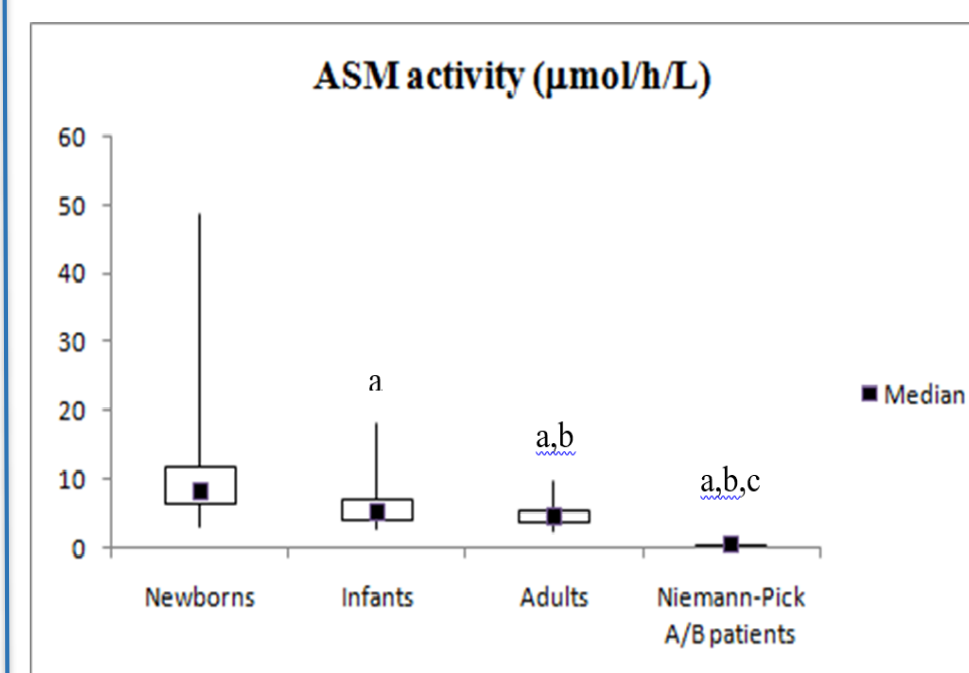 ASM activity (µmol/h/L)
60
50
40
30
20
10
0
a
a,b
a,b,c
Median
Newborns
Infants
Adults
Niemann-Pick
A/B patients